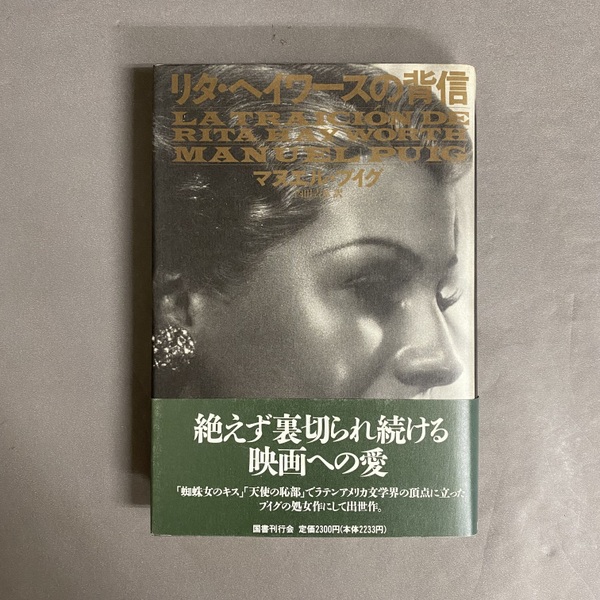 リタ・ヘイワースの背信
LA TRAICION DE
RITA HAYWORTH
MANUEL PUIG
マヌエル・プイグ
訳
絶えず裏切られ続ける
映画への愛
「蜘蛛女のキス」「天使の恥部」でラテンアメリカ文学界の頂点に立った
プイグの処女作にして出世作。
国書刊行会 定価2300円(本体2233円)